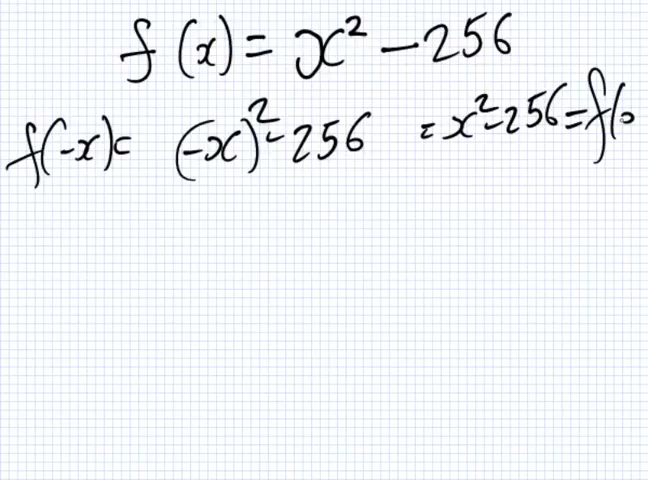 f(x) = x² - 256
f(-x) = (-x)² - 256 = x² - 256 = f(